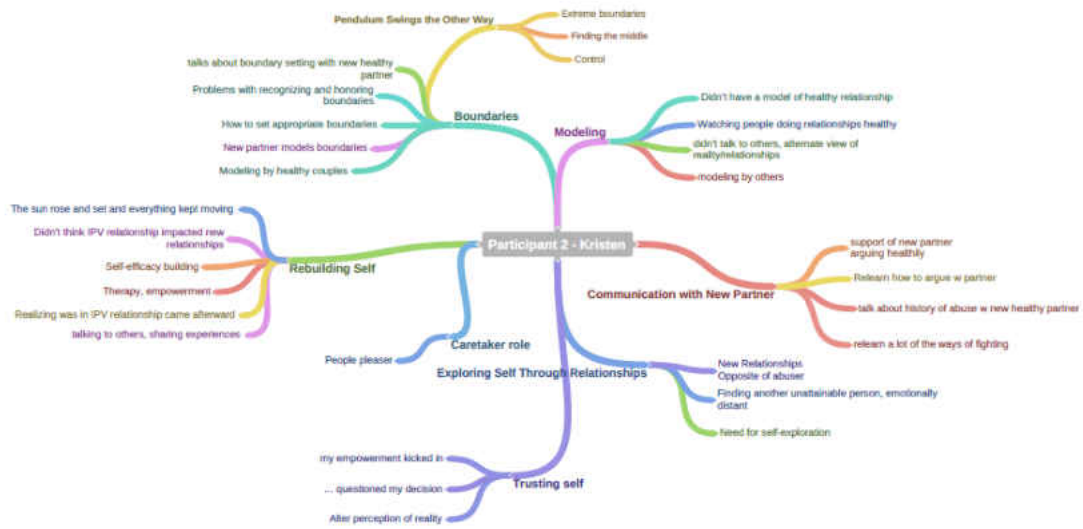 Pendulum Swings the Other Way
Extreme boundaries
Finding the middle
Control
talks about boundary setting with new healthy
partner
Problems with recognizing and honoring
boundaries
How to set appropriate boundaries
New partner models boundaries
Modeling by healthy couples
Boundaries
Modeling
Didn't have a model of healthy relationship
Watching people doing relationships healthy
didn't talk to others, alternate view of
reality/relationships
modeling by others
The sun rose and set and everything kept moving
Didn't think IPV relationship impacted new
relationships
Self-efficacy building
Therapy, empowerment
Realizing was in IPV relationship came afterward
talking to others, sharing experiences
Rebuilding Self
Participant 2 - Kristen
Communication with New Partner
support of new partner
arguing healthily
Relearn how to argue w partner
talk about history of abuse w new healthy partner
relearn a lot of the ways of fighting
Caretaker role
People pleaser
Exploring Self Through Relationships
New Relationships
Opposite of abuser
Finding another unattainable person, emotionally
distant
Need for self-exploration
my empowerment kicked in
... questioned my decision
Alter perception of reality
Trusting self